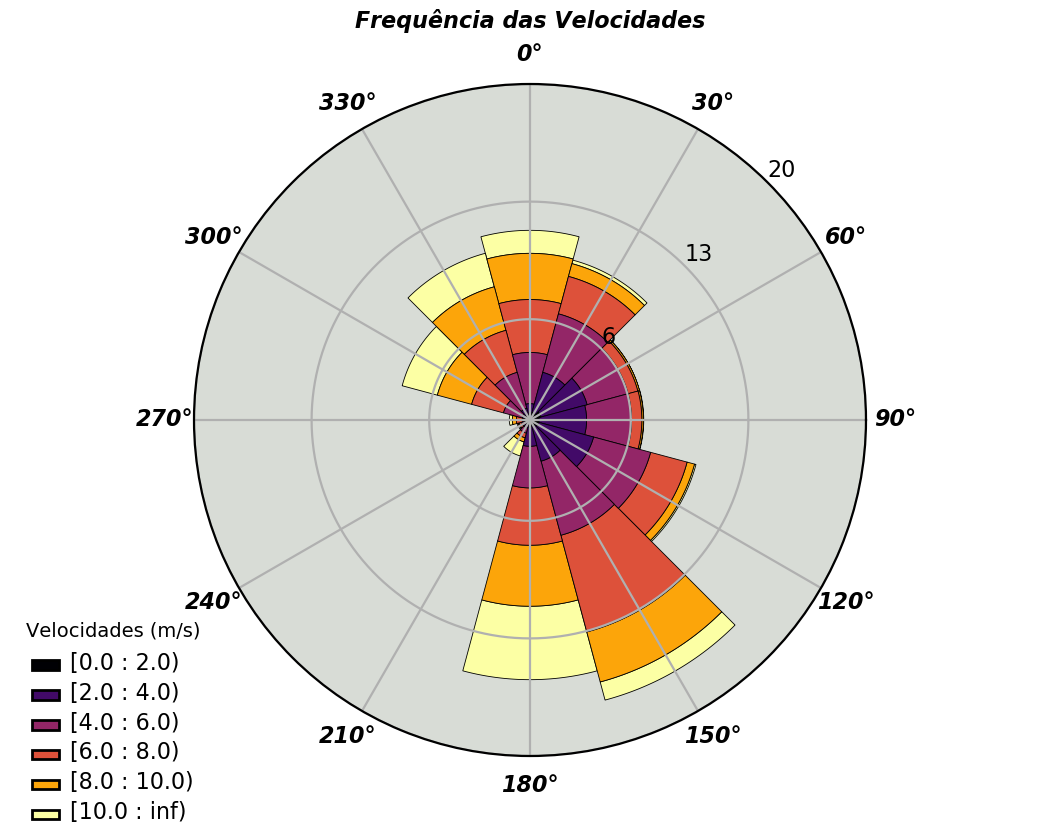 Frequência das Velocidades
0°
330°
30°
20
300°
60°
13
6
270°
90°
240°
120°
210°
150°
180°
Velocidades (m/s)
[0.0 : 2.0)
[2.0 : 4.0)
[4.0 : 6.0)
[6.0 : 8.0)
[8.0 : 10.0)
[10.0 : inf)